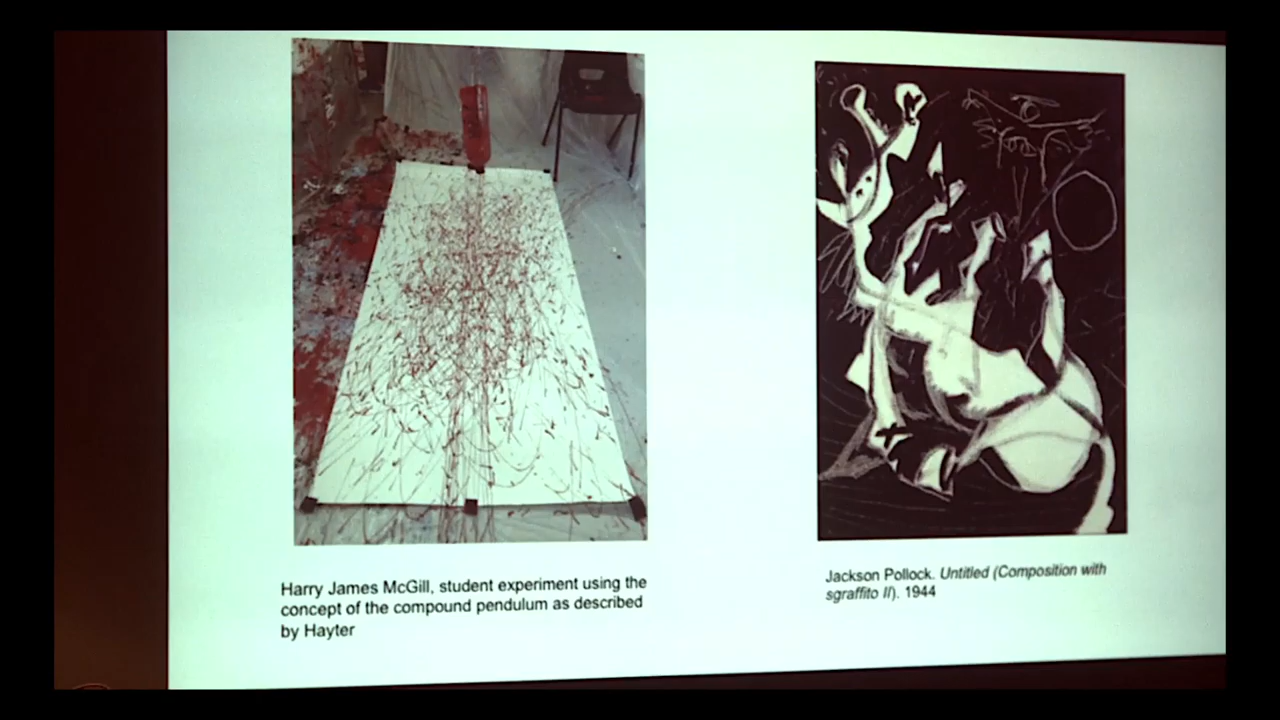 Harry James McGill, student experiment using the
concept of the compound pendulum as described
by Hayter
Jackson Pollock. Untitled (Composition with
sgraffito II). 1944